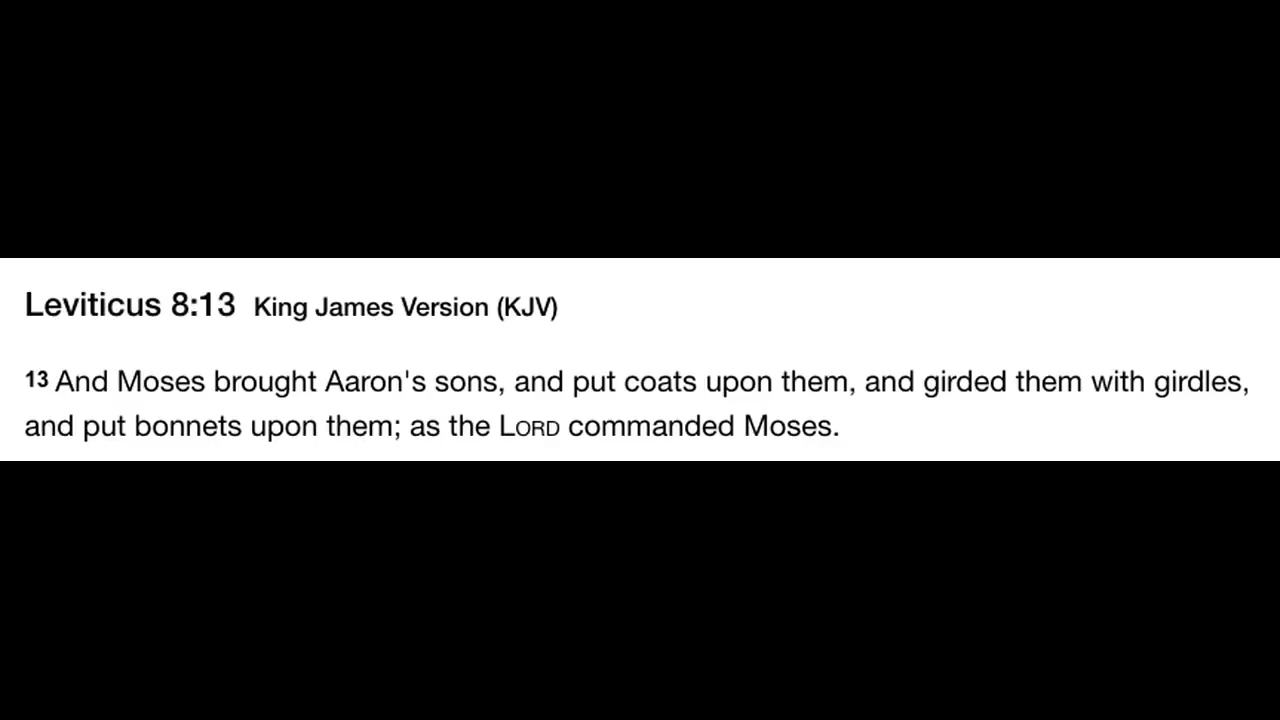 Leviticus 8:13 King James Version (KJV)
13 And Moses brought Aaron's sons, and put coats upon them, and girded them with girdles,
and put bonnets upon them; as the LORD commanded Moses.